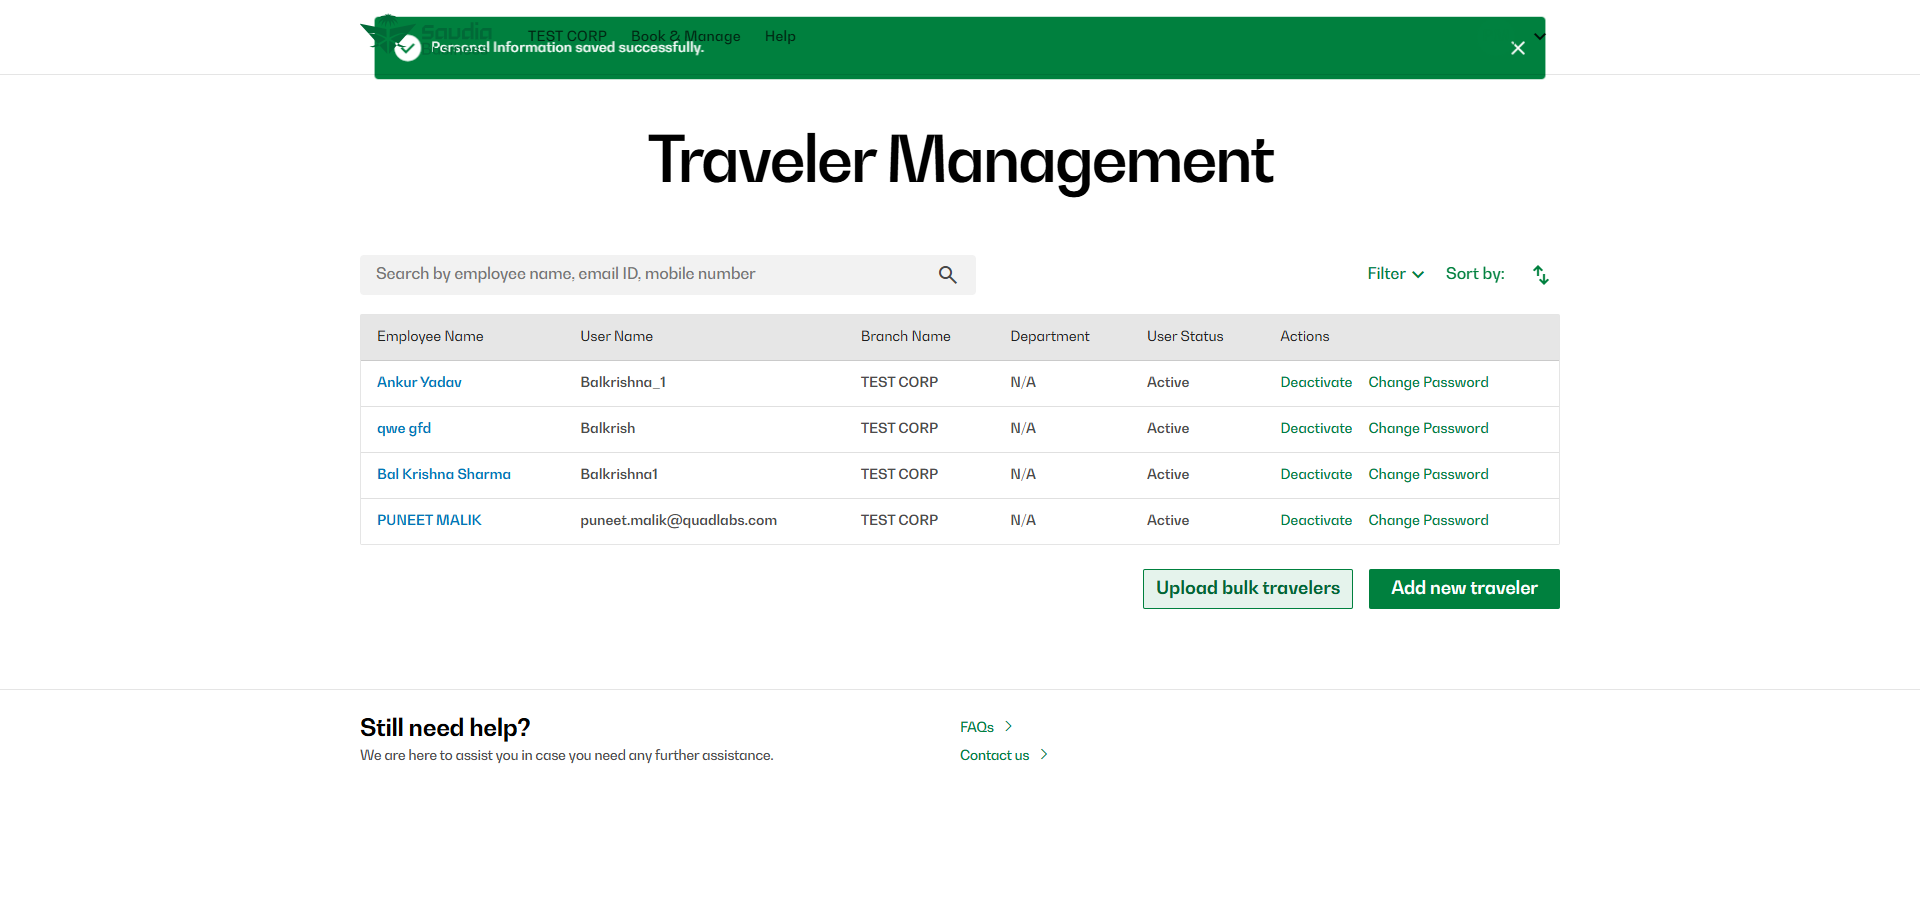 Saudia
TEST CORP Book & Manage Help
Personal Information saved successfully.
Traveler Management
Search by employee name, email ID, mobile number
Filter Sort by:
Employee Name User Name Branch Name Department User Status Actions
Ankur Yadav Balkrishna_1 TEST CORP N/A Active Deactivate Change Password
qwe gfd Balkrish TEST CORP N/A Active Deactivate Change Password
Bal Krishna Sharma Balkrishna1 TEST CORP N/A Active Deactivate Change Password
PUNEET MALIK puneet.malik@quadlabs.com TEST CORP N/A Active Deactivate Change Password
Upload bulk travelers Add new traveler
Still need help?
We are here to assist you in case you need any further assistance.
FAQs
Contact us